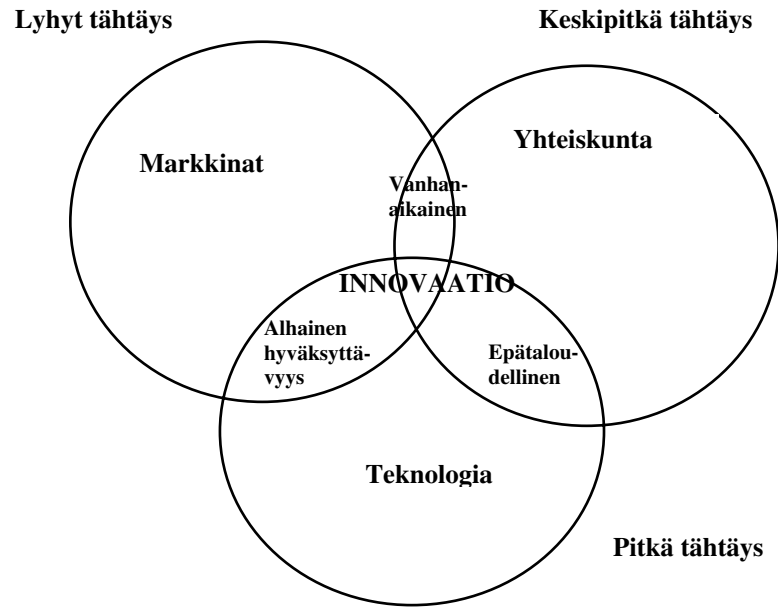 Lyhyt tähtäys
Keskipitkä tähtäys
Markkinat
Yhteiskunta
Vanhan-
aikainen
INNOVAATIO
Alhainen
hyväksyttä-
vyys
Epätalou-
dellinen
Teknologia
Pitkä tähtäys